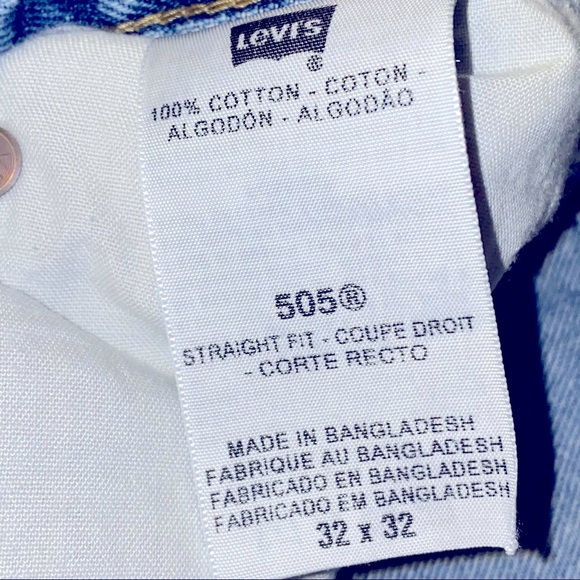 LEVI'S
®
100% COTTON - COTON -
ALGODÓN - ALGODÃO
505®
STRAIGHT FIT - COUPE DROIT
- CORTE RECTO
MADE IN BANGLADESH
FABRIQUE AU BANGLADESH
FABRICADO EN BANGLADESH
FABRICADO EM BANGLADESH
32 x 32